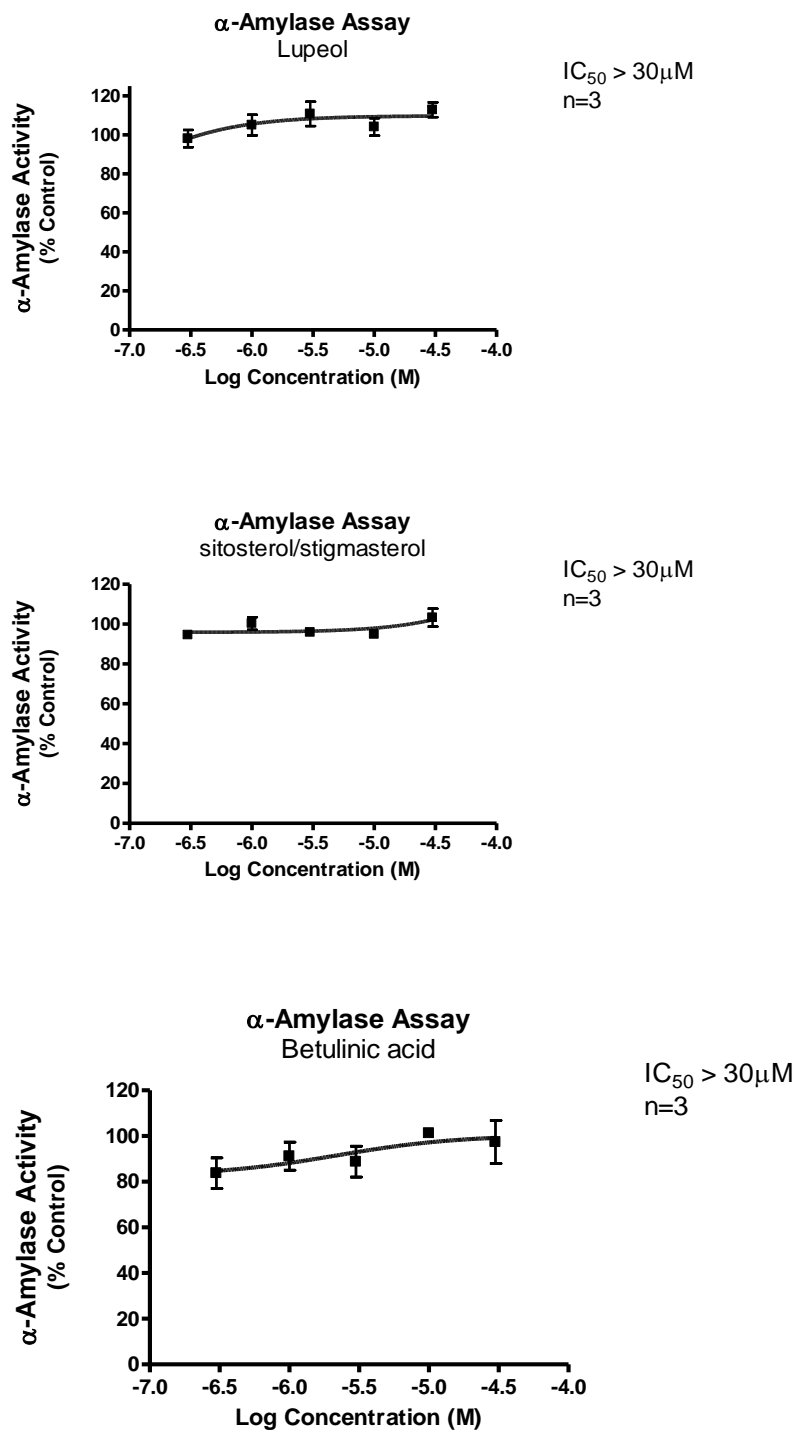 α-Amylase Assay
Lupeol
IC50 > 30μM
n=3
α-Amylase Activity
(% Control)
120
100
80
60
40
20
0
-7.0 -6.5 -6.0 -5.5 -5.0 -4.5 -4.0
Log Concentration (M)
α-Amylase Assay
sitosterol/stigmasterol
IC50 > 30μM
n=3
α-Amylase Activity
(% Control)
120
100
80
60
40
20
0
-7.0 -6.5 -6.0 -5.5 -5.0 -4.5 -4.0
Log Concentration (M)
α-Amylase Assay
Betulinic acid
IC50 > 30μM
n=3
α-Amylase Activity
(% Control)
120
100
80
60
40
20
0
-7.0 -6.5 -6.0 -5.5 -5.0 -4.5 -4.0
Log Concentration (M)